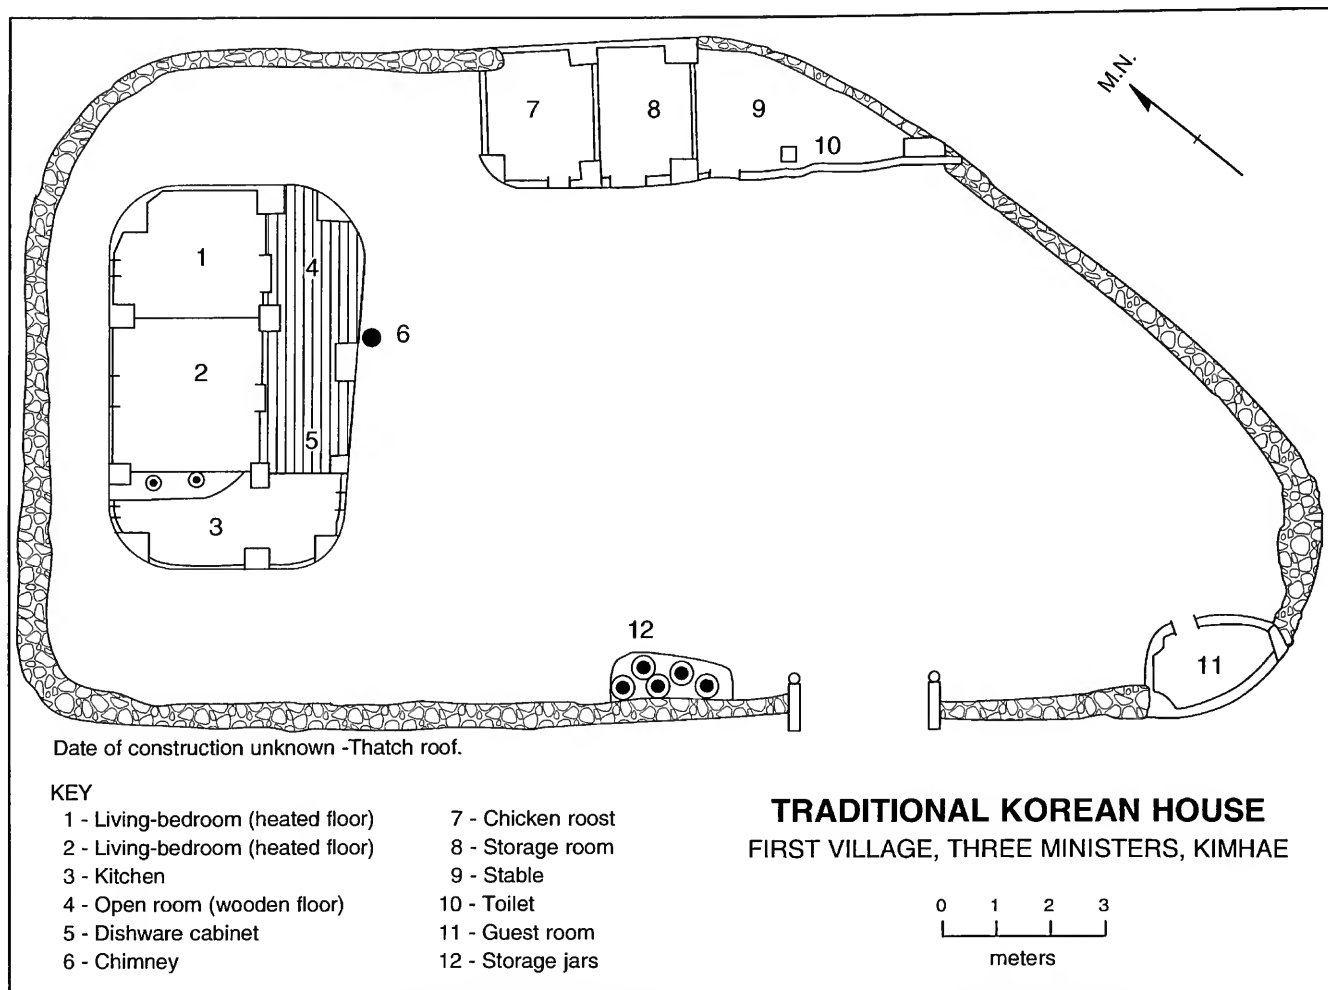 M.N.
7
8
9
10
1
4
6
2
5
3
12
11
Date of construction unknown -Thatch roof.
KEY
1 - Living-bedroom (heated floor)
2 - Living-bedroom (heated floor)
3 - Kitchen
4 - Open room (wooden floor)
5 - Dishware cabinet
6 - Chimney
7 - Chicken roost
8 - Storage room
9 - Stable
10 - Toilet
11 - Guest room
12 - Storage jars
TRADITIONAL KOREAN HOUSE
FIRST VILLAGE, THREE MINISTERS, KIMHAE
0 1 2 3
meters